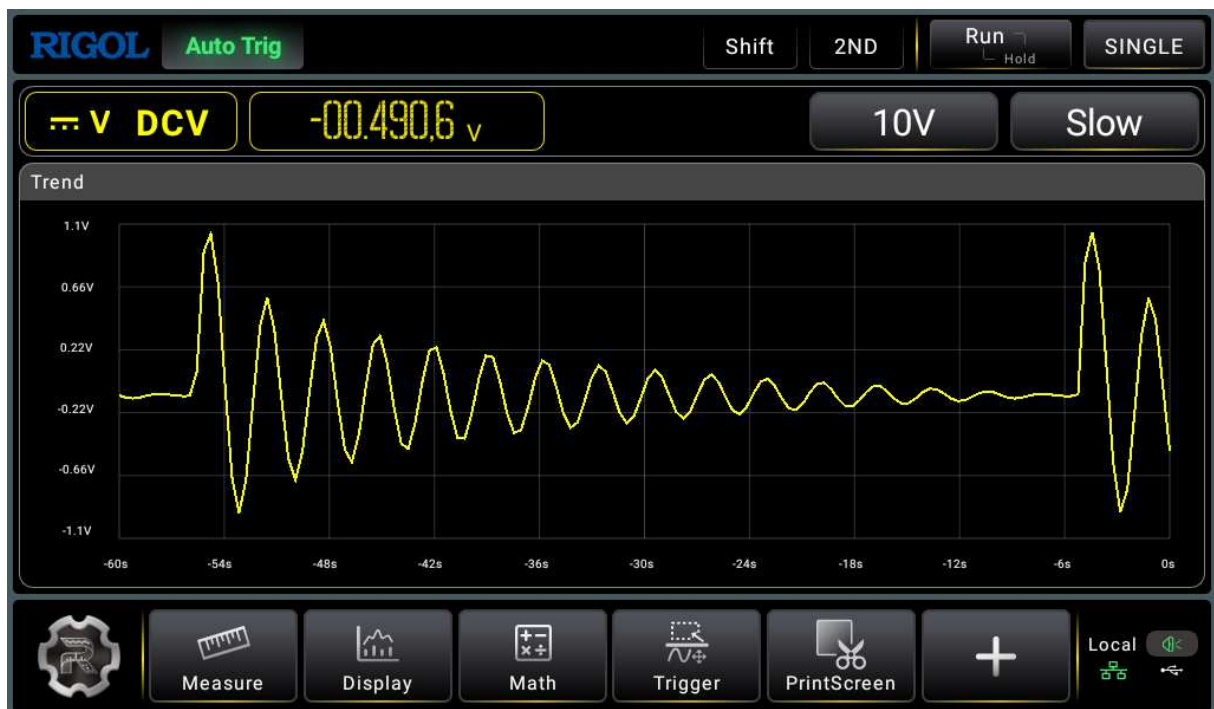 RIGOL Auto Trig Shift 2ND Run Hold SINGLE
V DCV -00.490,6 V 10V Slow
Trend
1.1V
0.66V
0.22V
-0.22V
-0.66V
-1.1V
-60s -54s -48s -42s -36s -30s -24s -18s -12s -6s 0s
Measure Display Math Trigger PrintScreen + Local